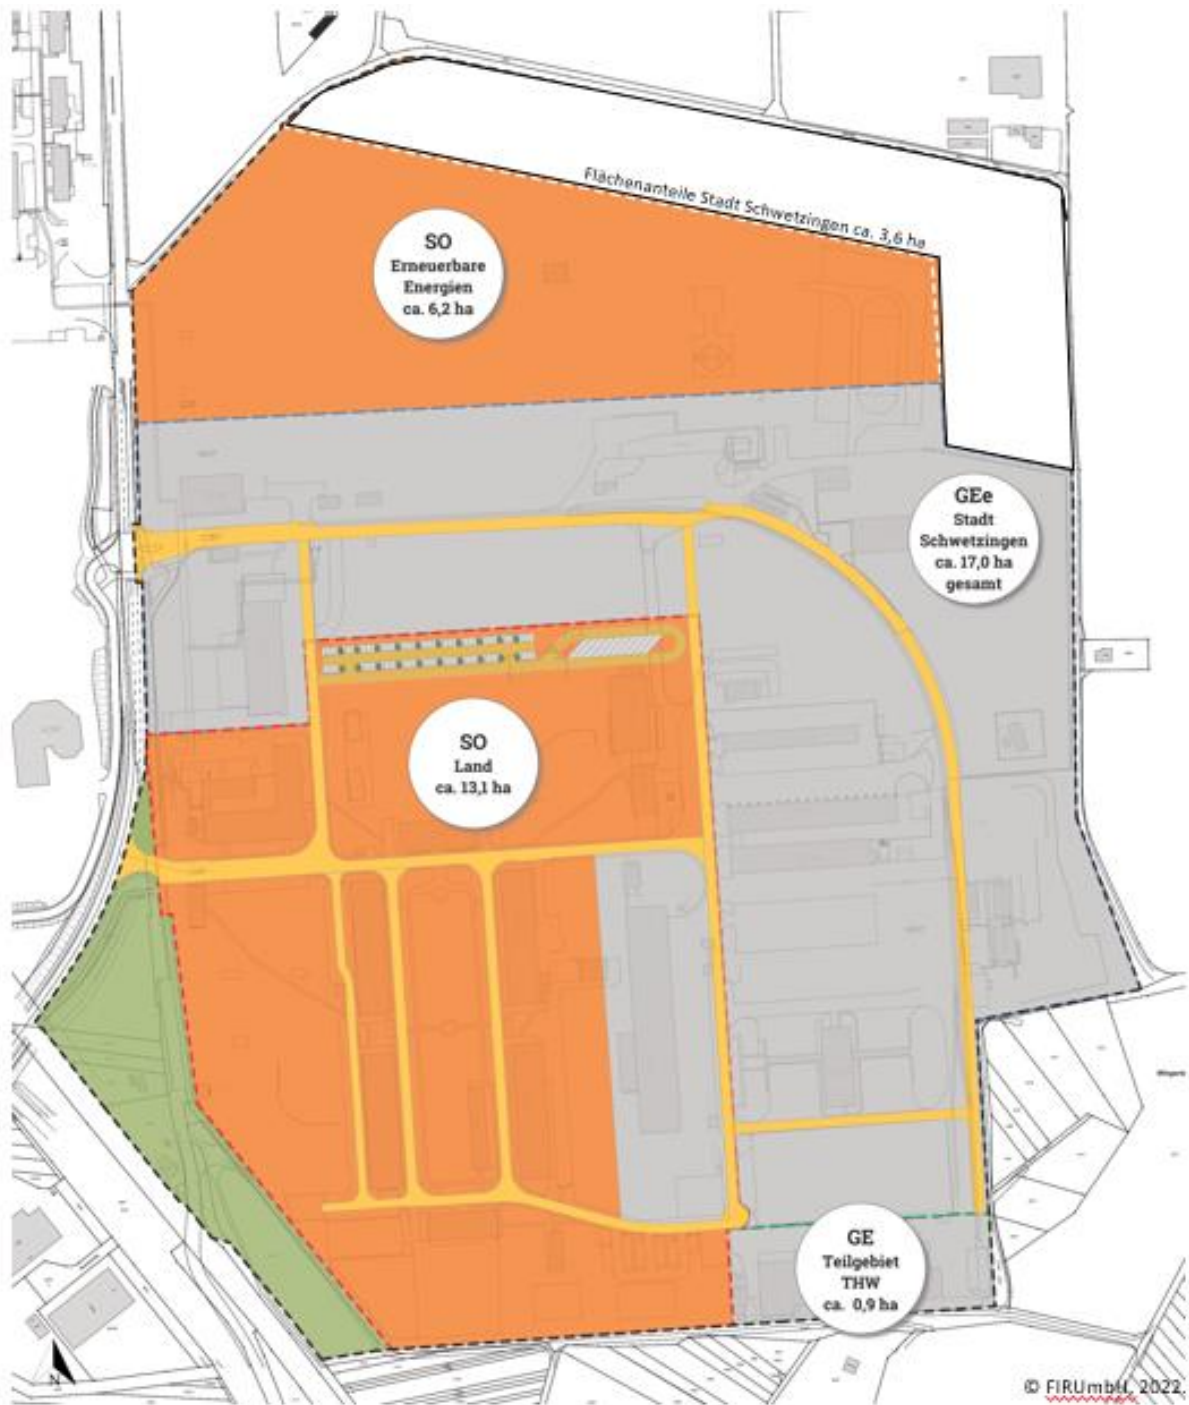 Flächenanteile Stadt Schwetzingen ca. 3,6 ha
SO
Erneuerbare
Energien
ca. 6,2 ha
GEe
Stadt
Schwetzingen
ca. 17,0 ha
gesamt
SO
Land
ca. 13,1 ha
GE
Teilgebiet
THW
ca. 0,9 ha
N
© FIRUmbH, 2022.